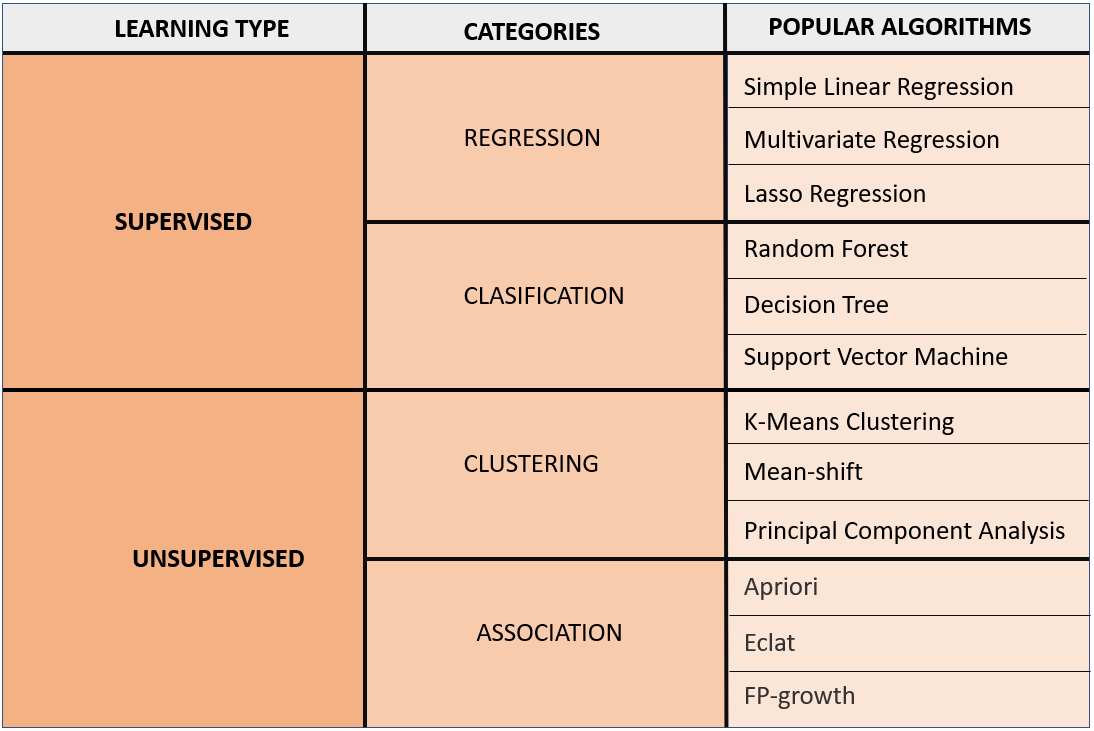 LEARNING TYPE
CATEGORIES
POPULAR ALGORITHMS
SUPERVISED
REGRESSION
Simple Linear Regression
Multivariate Regression
Lasso Regression
CLASIFICATION
Random Forest
Decision Tree
Support Vector Machine
UNSUPERVISED
CLUSTERING
K-Means Clustering
Mean-shift
Principal Component Analysis
ASSOCIATION
Apriori
Eclat
FP-growth